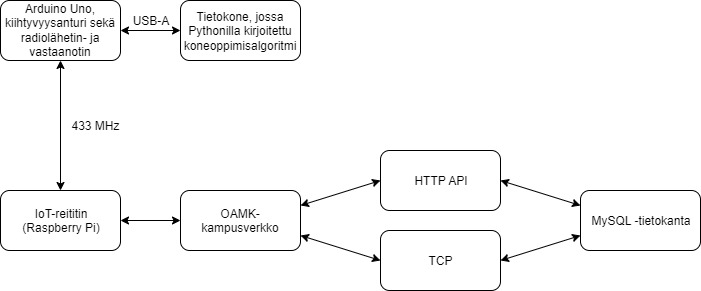 Arduino Uno,
kiihtyvyysanturi sekä
radiolähetin- ja
vastaanotin
USB-A
Tietokone, jossa
Pythonilla kirjoitettu
koneoppimisalgoritmi
433 MHz
IoT-reititin
(Raspberry Pi)
OAMK-
kampusverkko
HTTP API
TCP
MySQL -tietokanta